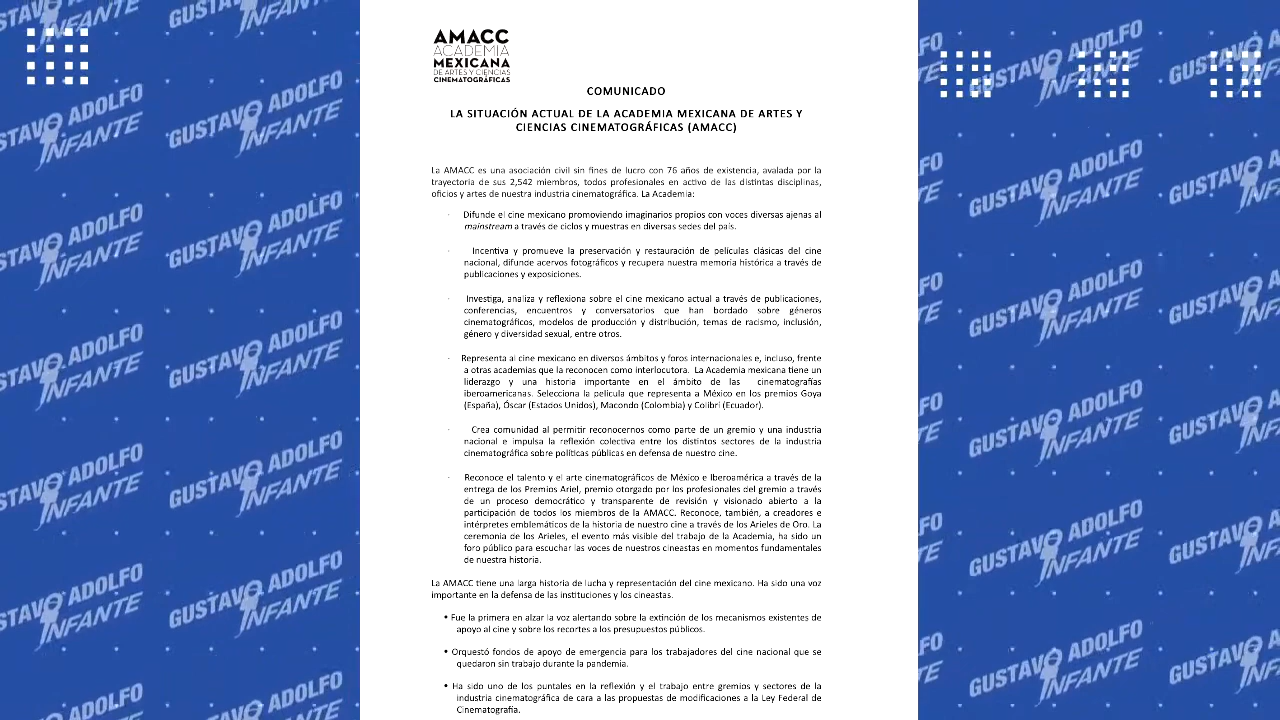 AMACC
ACADEMIA
MEXICANA
DE ARTES Y CIENCIAS
CINEMATOGRÁFICAS
COMUNICADO
LA SITUACIÓN ACTUAL DE LA ACADEMIA MEXICANA DE ARTES Y
CIENCIAS CINEMATOGRÁFICAS (AMACC)
La AMACC es una asociación civil sin fines de lucro con 76 años de existencia, avalada por la
trayectoria de sus 2,542 miembros, todos profesionales en activo de las distintas disciplinas,
oficios y artes de nuestra industria cinematográfica. La Academia:
· Difunde el cine mexicano promoviendo imaginarios propios con voces diversas ajenas al
mainstream a través de ciclos y muestras en diversas sedes del país.
· Incentiva y promueve la preservación y restauración de películas clásicas del cine
nacional, difunde acervos fotográficos y recupera nuestra memoria histórica a través de
publicaciones y exposiciones.
· Investiga, analiza y reflexiona sobre el cine mexicano actual a través de publicaciones,
conferencias, encuentros y conversatorios que han bordado sobre géneros
cinematográficos, modelos de producción y distribución, temas de racismo, inclusión,
género y diversidad sexual, entre otros.
· Representa al cine mexicano en diversos ámbitos y foros internacionales e, incluso, frente
a otras academias que la reconocen como interlocutora. La Academia mexicana tiene un
liderazgo y una historia importante en el ámbito de las cinematografías
iberoamericanas. Selecciona la película que representa a México en los premios Goya
(España), Óscar (Estados Unidos), Macondo (Colombia) y Colibrí (Ecuador).
· Crea comunidad al permitir reconocernos como parte de un gremio y una industria
nacional e impulsa la reflexión colectiva entre los distintos sectores de la industria
cinematográfica sobre políticas públicas en defensa de nuestro cine.
· Reconoce el talento y el arte cinematográficos de México e Iberoamérica a través de la
entrega de los Premios Ariel, premio otorgado por los profesionales del gremio a través
de un proceso democrático y transparente de revisión y visionado abierto a la
participación de todos los miembros de la AMACC. Reconoce, también, a creadores e
intérpretes emblemáticos de la historia de nuestro cine a través de los Arieles de Oro. La
ceremonia de los Arieles, el evento más visible del trabajo de la Academia, ha sido un
foro público para escuchar las voces de nuestros cineastas en momentos fundamentales
de nuestra historia.
La AMACC tiene una larga historia de lucha y representación del cine mexicano. Ha sido una voz
importante en la defensa de las instituciones y los cineastas.
• Fue la primera en alzar la voz alertando sobre la extinción de los mecanismos existentes de
apoyo al cine y sobre los recortes a los presupuestos públicos.
• Orquestó fondos de apoyo de emergencia para los trabajadores del cine nacional que se
quedaron sin trabajo durante la pandemia.
• Ha sido uno de los puntales en la reflexión y el trabajo entre gremios y sectores de la
industria cinematográfica de cara a las propuestas de modificaciones a la Ley Federal de
Cinematografía.
GUSTAVO ADOLFO
INFANTE